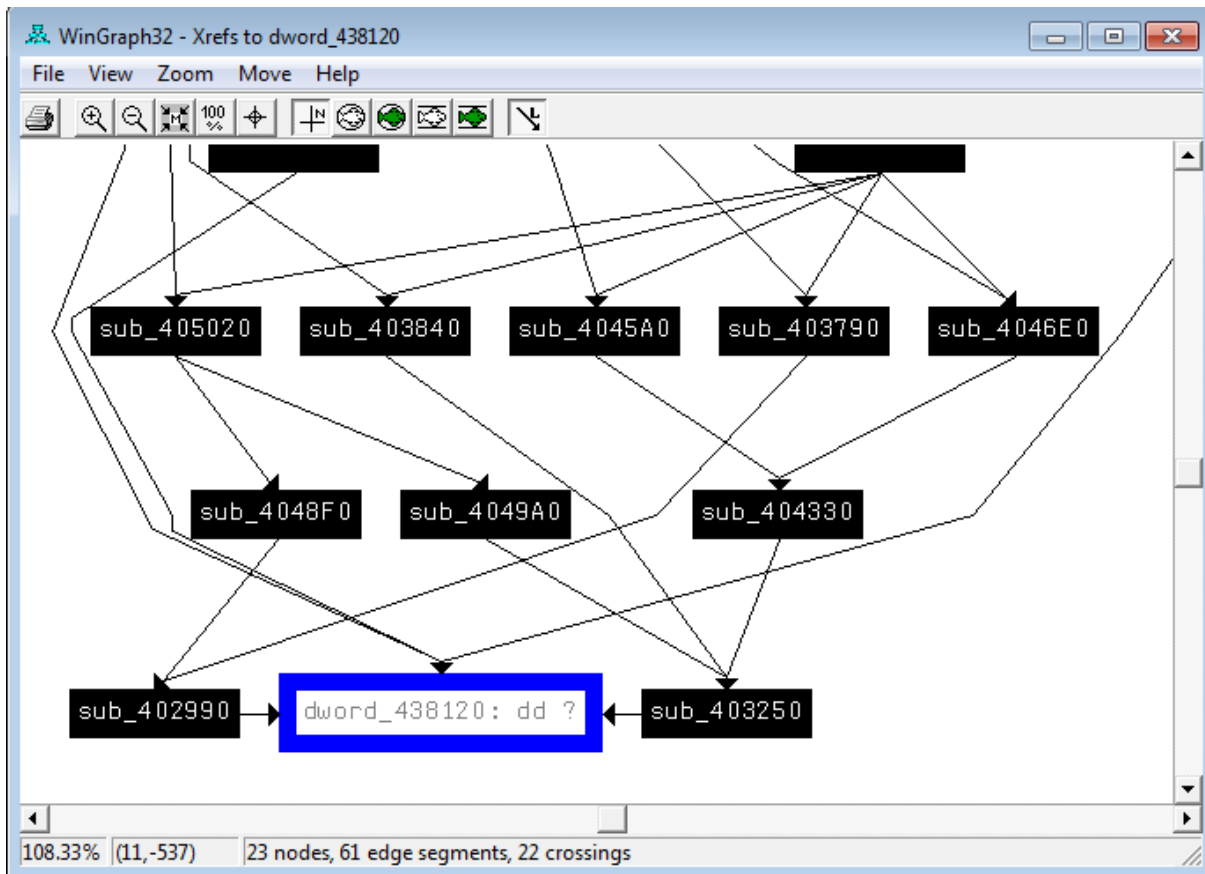 WinGraph32 - Xrefs to dword_438120
File View Zoom Move Help
100
%
N
sub_405020 sub_403840 sub_4045A0 sub_403790 sub_4046E0
sub_4048F0 sub_4049A0 sub_404330
sub_402990 dword_438120: dd ? sub_403250
108.33% (11,-537) 23 nodes, 61 edge segments, 22 crossings